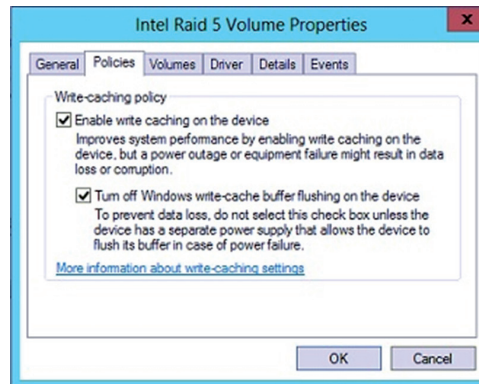 Intel Raid 5 Volume Properties
x
General Policies Volumes Driver Details Events
Write-caching policy
Enable write caching on the device
Improves system performance by enabling write caching on the
device, but a power outage or equipment failure might result in data
loss or corruption.
Turn off Windows write-cache buffer flushing on the device
To prevent data loss, do not select this check box unless the
device has a separate power supply that allows the device to
flush its buffer in case of power failure.
More information about write-caching settings
OK Cancel